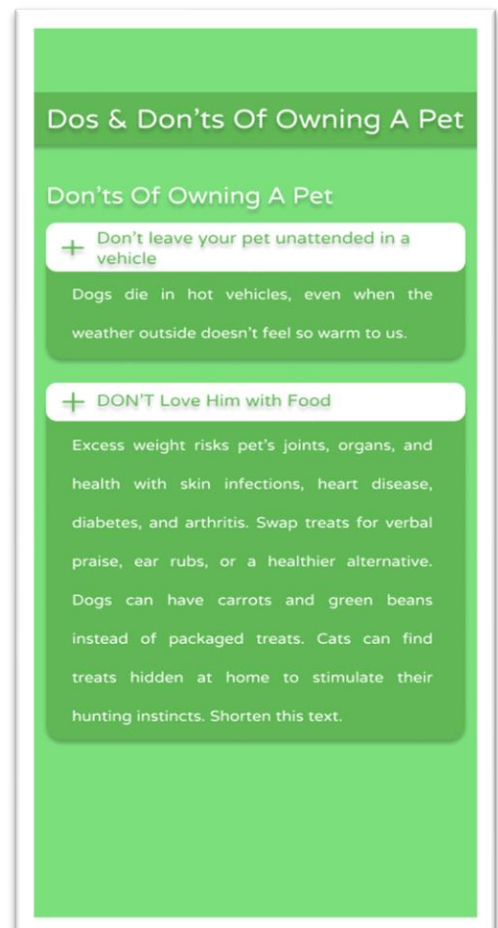 Dos & Don'ts Of Owning A Pet
Don'ts Of Owning A Pet
Don't leave your pet unattended in a
vehicle
Dogs die in hot vehicles, even when the
weather outside doesn't feel so warm to us.
DON'T Love Him with Food
Excess weight risks pet's joints, organs, and
health with skin infections, heart disease,
diabetes, and arthritis. Swap treats for verbal
praise, ear rubs, or a healthier alternative.
Dogs can have carrots and green beans
instead of packaged treats. Cats can find
treats hidden at home to stimulate their
hunting instincts. Shorten this text.